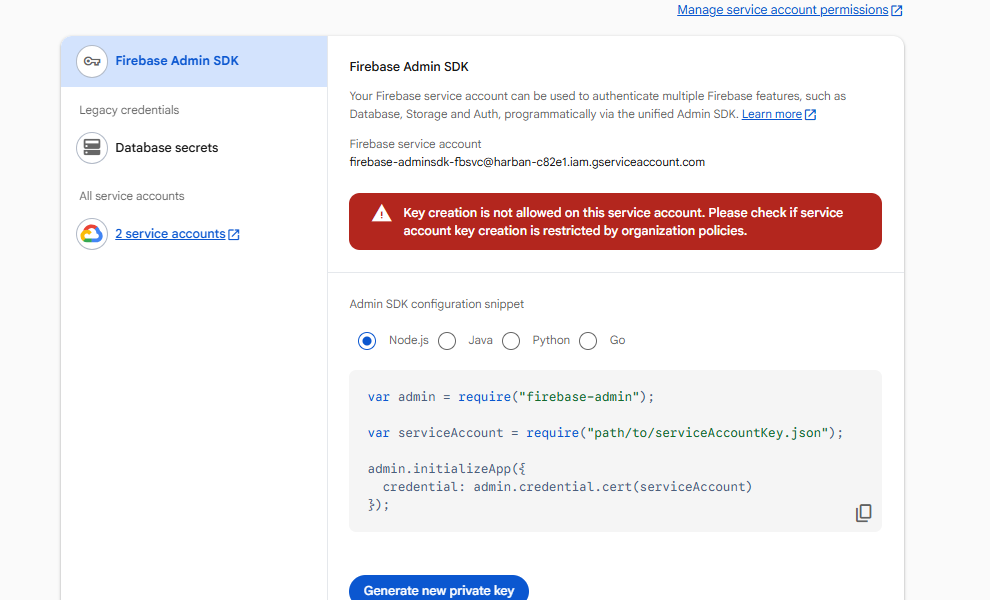 Manage service account permissions
Firebase Admin SDK
Legacy credentials
Database secrets
All service accounts
2 service accounts
Firebase Admin SDK
Your Firebase service account can be used to authenticate multiple Firebase features, such as
Database, Storage and Auth, programmatically via the unified Admin SDK. Learn more
Firebase service account
firebase-adminsdk-fbsvc@harban-c82e1.iam.gserviceaccount.com
Key creation is not allowed on this service account. Please check if service
account key creation is restricted by organization policies.
Admin SDK configuration snippet
Node.js Java Python Go
var admin = require("firebase-admin");
var serviceAccount = require("path/to/serviceAccountKey.json");
admin.initializeApp({
  credential: admin.credential.cert(serviceAccount)
});
Generate new private key